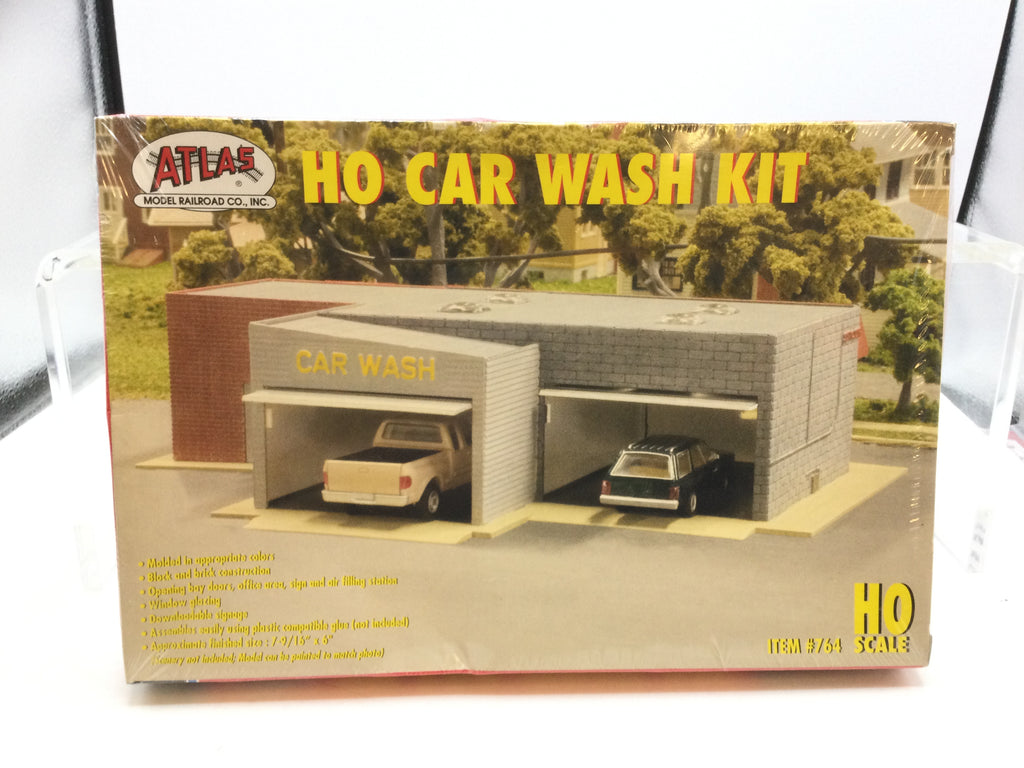 ATLAS
®
MODEL RAILROAD CO., INC.
HO CAR WASH KIT
CAR WASH
• Molded in appropriate colors
• Block and brick construction
• Opening bay doors, office area, sign and air filling station
• Window glazing
• Downloadable signage
• Assembles easily using plastic compatible glue (not included)
• Approximate finished size : 7-9/16" x 5"
(Scenery not included; Model can be painted to match photo)
HO
ITEM #764 SCALE